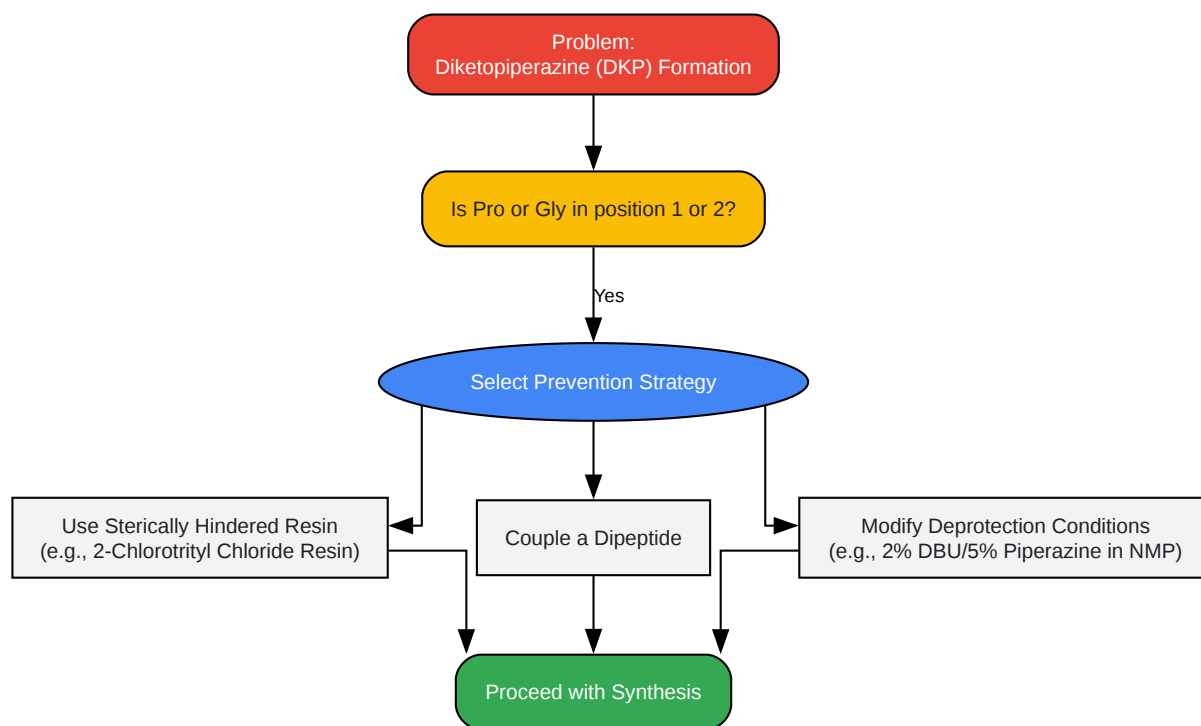 Problem:
Diketopiperazine (DKP) Formation
Is Pro or Gly in position 1 or 2?
Yes
Select Prevention Strategy
Use Sterically Hindered Resin
(e.g., 2-Chlorotrityl Chloride Resin)
Couple a Dipeptide
Modify Deprotection Conditions
(e.g., 2% DBU/5% Piperazine in NMP)
Proceed with Synthesis